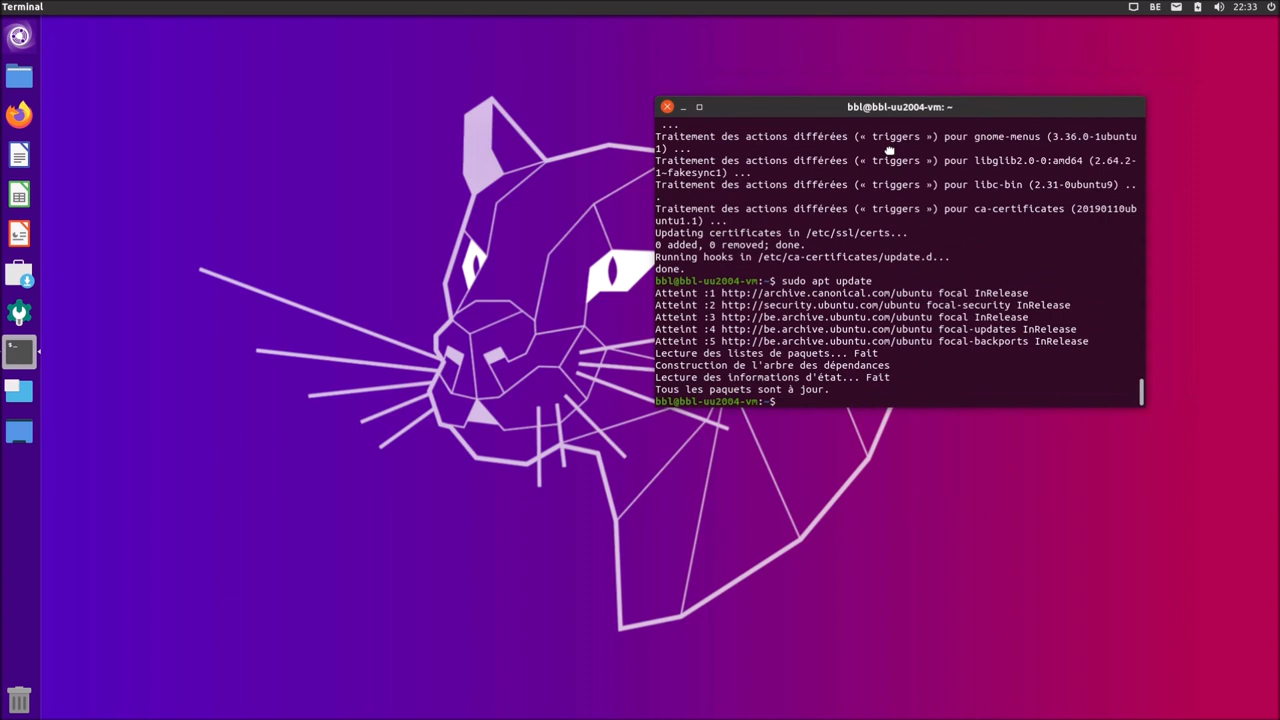 Terminal
BE
22:33
bbl@bbl-uu2004-vm: ~
...
Traitement des actions différées (« triggers ») pour gnome-menus (3.36.0-1ubuntu
1) ...
Traitement des actions différées (« triggers ») pour libglib2.0-0:amd64 (2.64.2-
1~fakesync1) ...
Traitement des actions différées (« triggers ») pour libc-bin (2.31-0ubuntu9) ..
.
Traitement des actions différées (« triggers ») pour ca-certificates (20190110ub
untu1.1) ...
Updating certificates in /etc/ssl/certs...
0 added, 0 removed; done.
Running hooks in /etc/ca-certificates/update.d...
done.
bbl@bbl-uu2004-vm:~$ sudo apt update
Atteint :1 http://archive.canonical.com/ubuntu focal InRelease
Atteint :2 http://security.ubuntu.com/ubuntu focal-security InRelease
Atteint :3 http://be.archive.ubuntu.com/ubuntu focal InRelease
Atteint :4 http://be.archive.ubuntu.com/ubuntu focal-updates InRelease
Atteint :5 http://be.archive.ubuntu.com/ubuntu focal-backports InRelease
Lecture des listes de paquets... Fait
Construction de l'arbre des dépendances
Lecture des informations d'état... Fait
Tous les paquets sont à jour.
bbl@bbl-uu2004-vm:~$